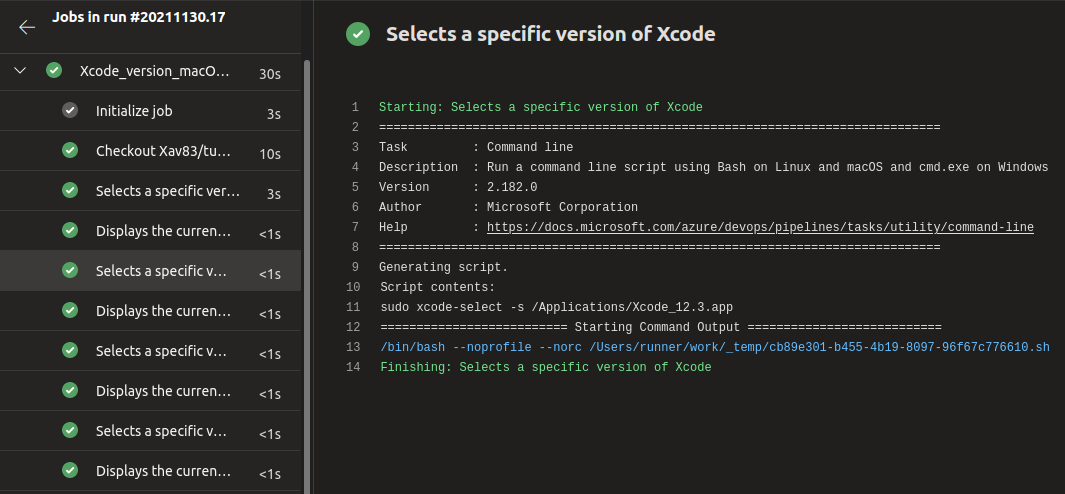 Jobs in run #20211130.17
Xcode_version_macO... 30s
Initialize job 3s
Checkout Xav83/tu... 10s
Selects a specific ver... 3s
Displays the curren... <1s
Selects a specific v... <1s
Displays the curren... <1s
Selects a specific v... <1s
Displays the curren... <1s
Selects a specific v... <1s
Displays the curren... <1s
Selects a specific version of Xcode
1 Starting: Selects a specific version of Xcode
2 ==============================================================================
3 Task         : Command line
4 Description  : Run a command line script using Bash on Linux and macOS and cmd.exe on Windows
5 Version      : 2.182.0
6 Author       : Microsoft Corporation
7 Help         : https://docs.microsoft.com/azure/devops/pipelines/tasks/utility/command-line
8 ==============================================================================
9 Generating script.
10 Script contents:
11 sudo xcode-select -s /Applications/Xcode_12.3.app
12 ========================== Starting Command Output ===========================
13 /bin/bash --noprofile --norc /Users/runner/work/_temp/cb89e301-b455-4b19-8097-96f67c776610.sh
14 Finishing: Selects a specific version of Xcode